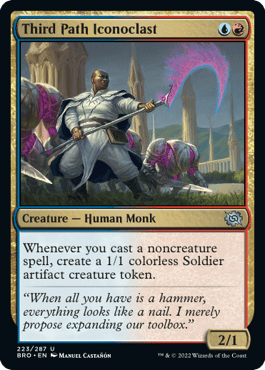 Third Path Iconoclast
Creature — Human Monk
Whenever you cast a noncreature
spell, create a 1/1 colorless Soldier
artifact creature token.
“When all you have is a hammer,
everything looks like a nail. I merely
propose expanding our toolbox.”
2/1
223/287 U
BRO • EN Manuel Castañón
™ & © 2022 Wizards of the Coast